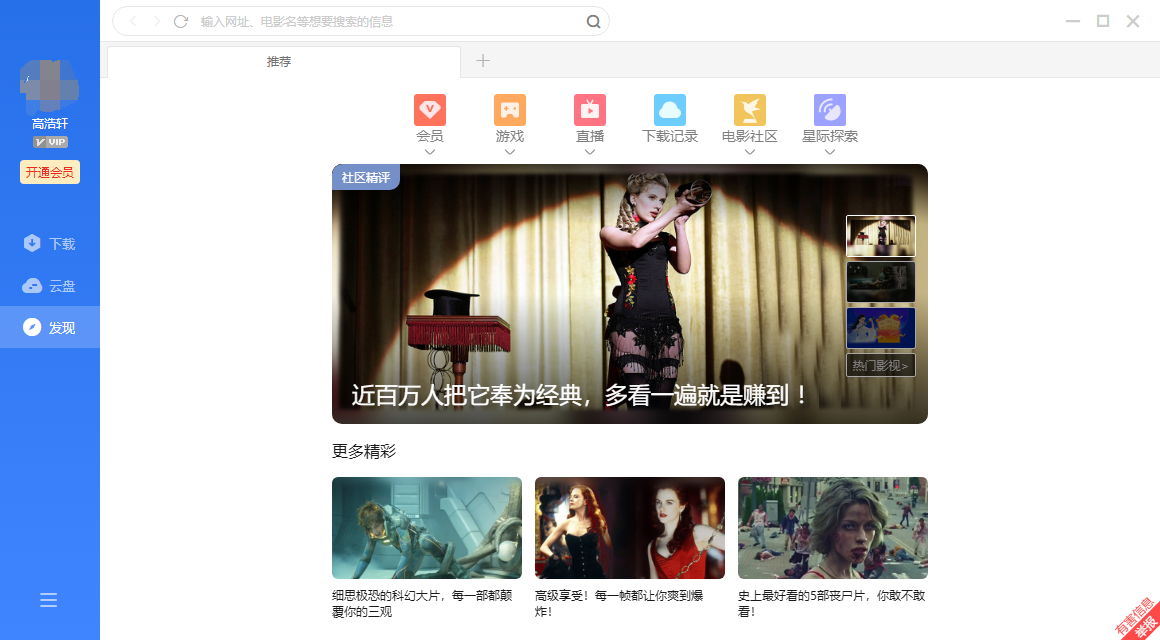 输入网址、电影名等想要搜索的信息
推荐
高浩轩
VIP
开通会员
下载
云盘
发现
会员
游戏
直播
下载记录
电影社区
星际探索
社区精评
热门影视>
近百万人把它奉为经典，多看一遍就是赚到！
更多精彩
细思极恐的科幻大片，每一部都颠
覆你的三观
高级享受！每一帧都让你爽到爆
炸！
史上最好看的5部丧尸片，你敢不敢
看！
有害信息
举报